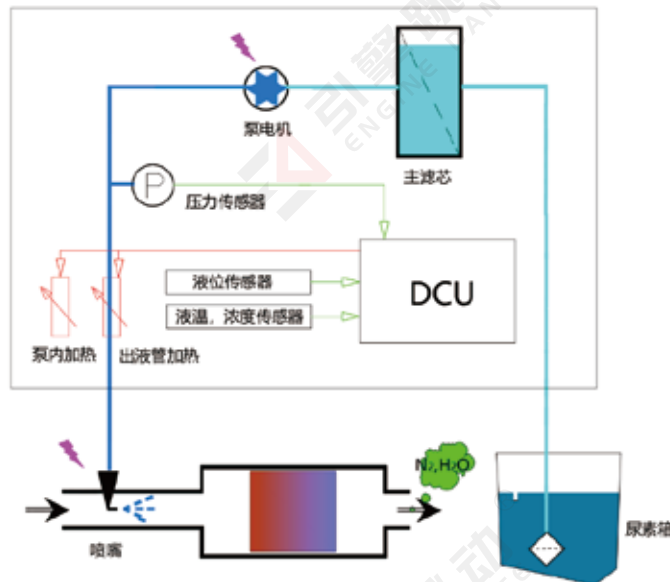 泵电机
主滤芯
P
压力传感器
液位传感器
液温，浓度传感器
DCU
泵内加热
出液管加热
N₂,H₂O
喷嘴
尿素箱